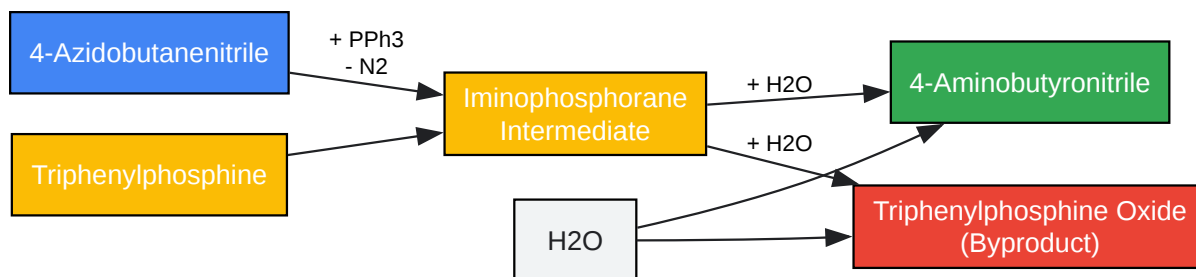 4-Azidobutanenitrile
+ PPh3
- N2
Triphenylphosphine
Iminophosphorane
Intermediate
+ H2O
+ H2O
H2O
4-Aminobutyronitrile
Triphenylphosphine Oxide
(Byproduct)